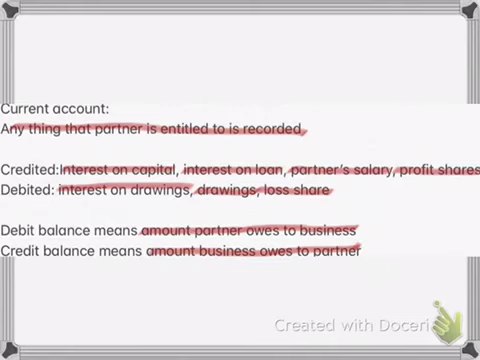 Current account:
Any thing that partner is entitled to is recorded
Credited:Interest on capital, interest on loan, partner's salary, profit shares
Debited: Interest on drawings, drawings, loss share
Debit balance means amount partner owes to business
Credit balance means amount business owes to partner
Created with Doceri